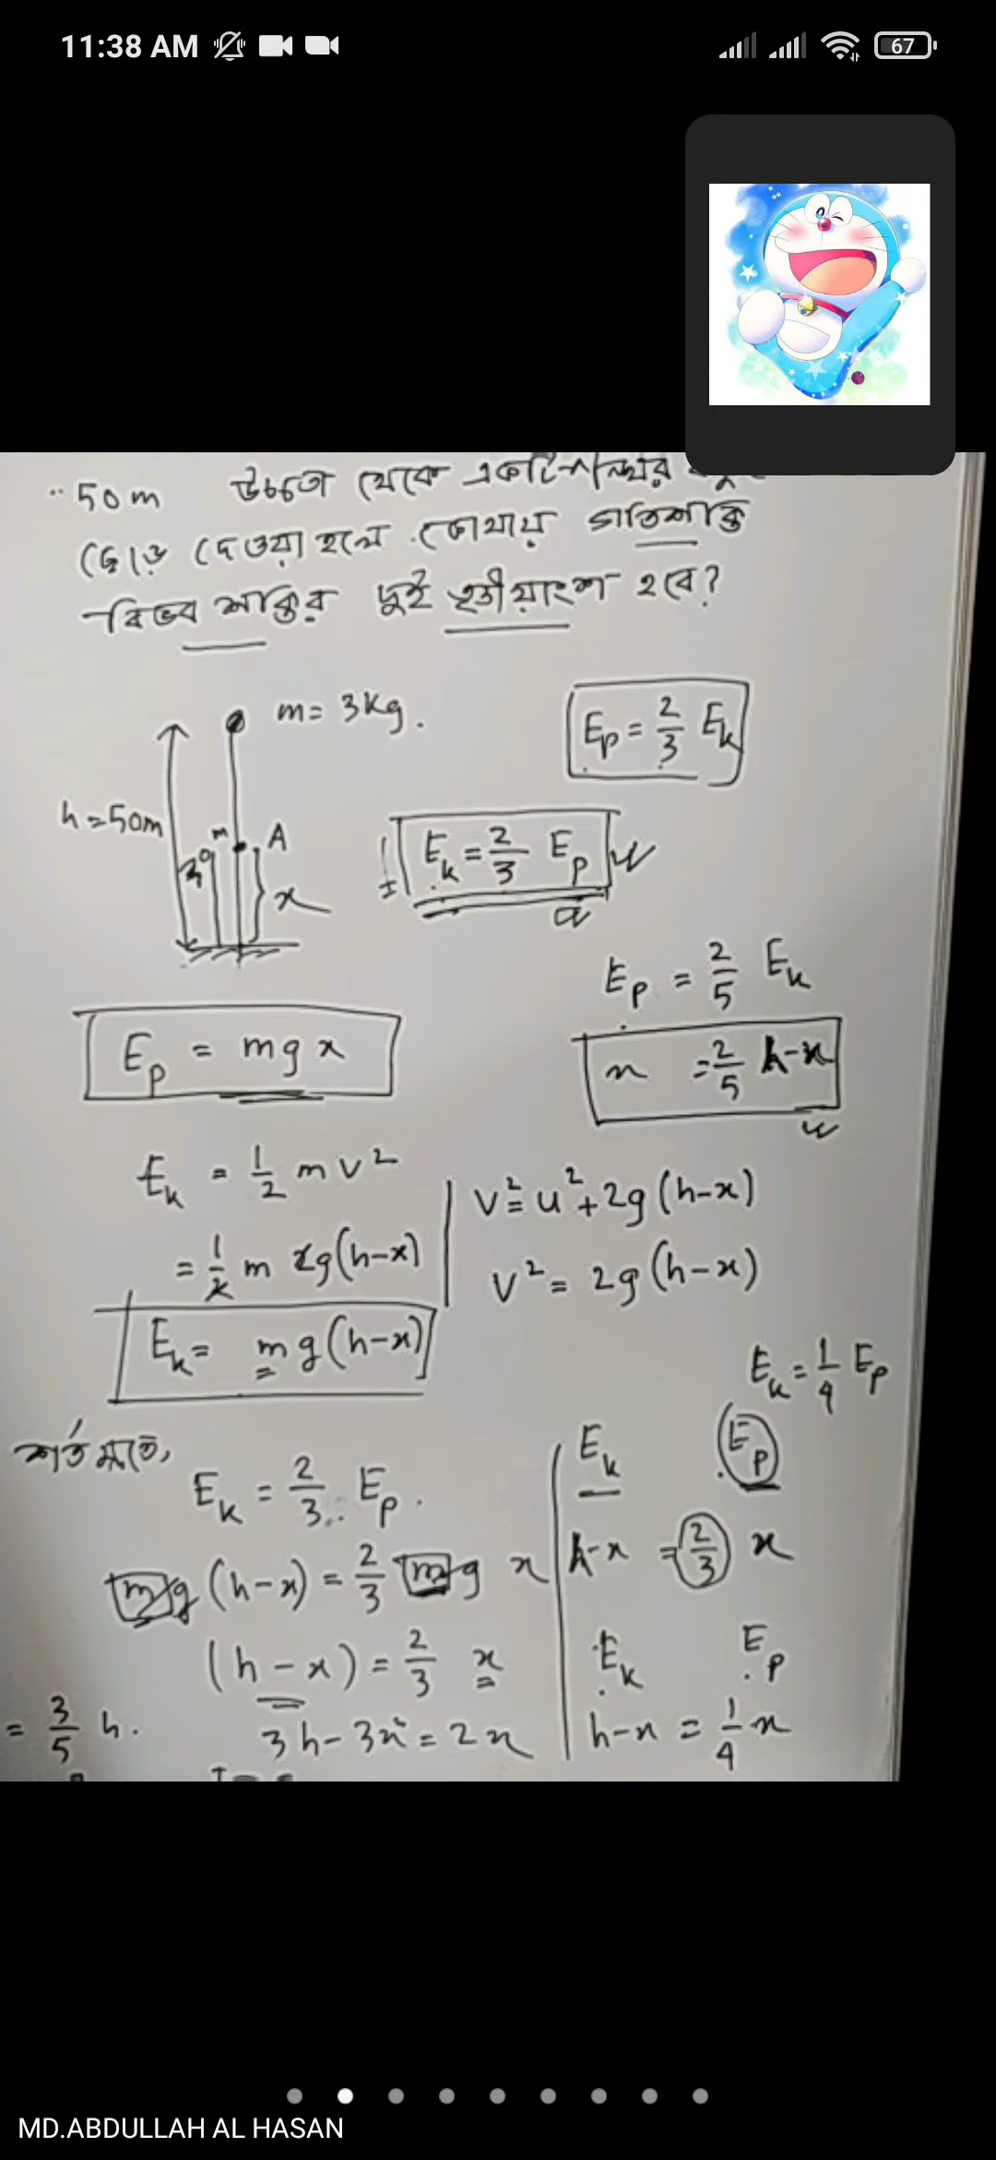 11:38 AM
67
50m উচ্চতা থেকে একটি
ছেড়ে দেওয়া হলে কোথায় গতিশক্তি
বিভব শক্তির দুই তৃতীয়াংশ হবে?
m = 3kg.
Ep = 2/3 Ek
h = 50m
m A
x
Ek = 2/3 Ep
Ep = 2/5 Ek
Ep = mgx
x = 2/5 h-x
Ek = 1/2 mv²
v² = u² + 2g(h-x)
= 1/2 m 2g(h-x)
v² = 2g(h-x)
Ek = mg(h-x)
Ek = 1/4 Ep
শর্ত মতে,
Ek Ep
Ek = 2/3 Ep.
mg(h-x) = 2/3 mg x
h-x = 2/3 x
(h-x) = 2/3 x
Ek Ep
= 3/5 h.
3h-3x = 2x
h-x = 1/4 x
MD.ABDULLAH AL HASAN